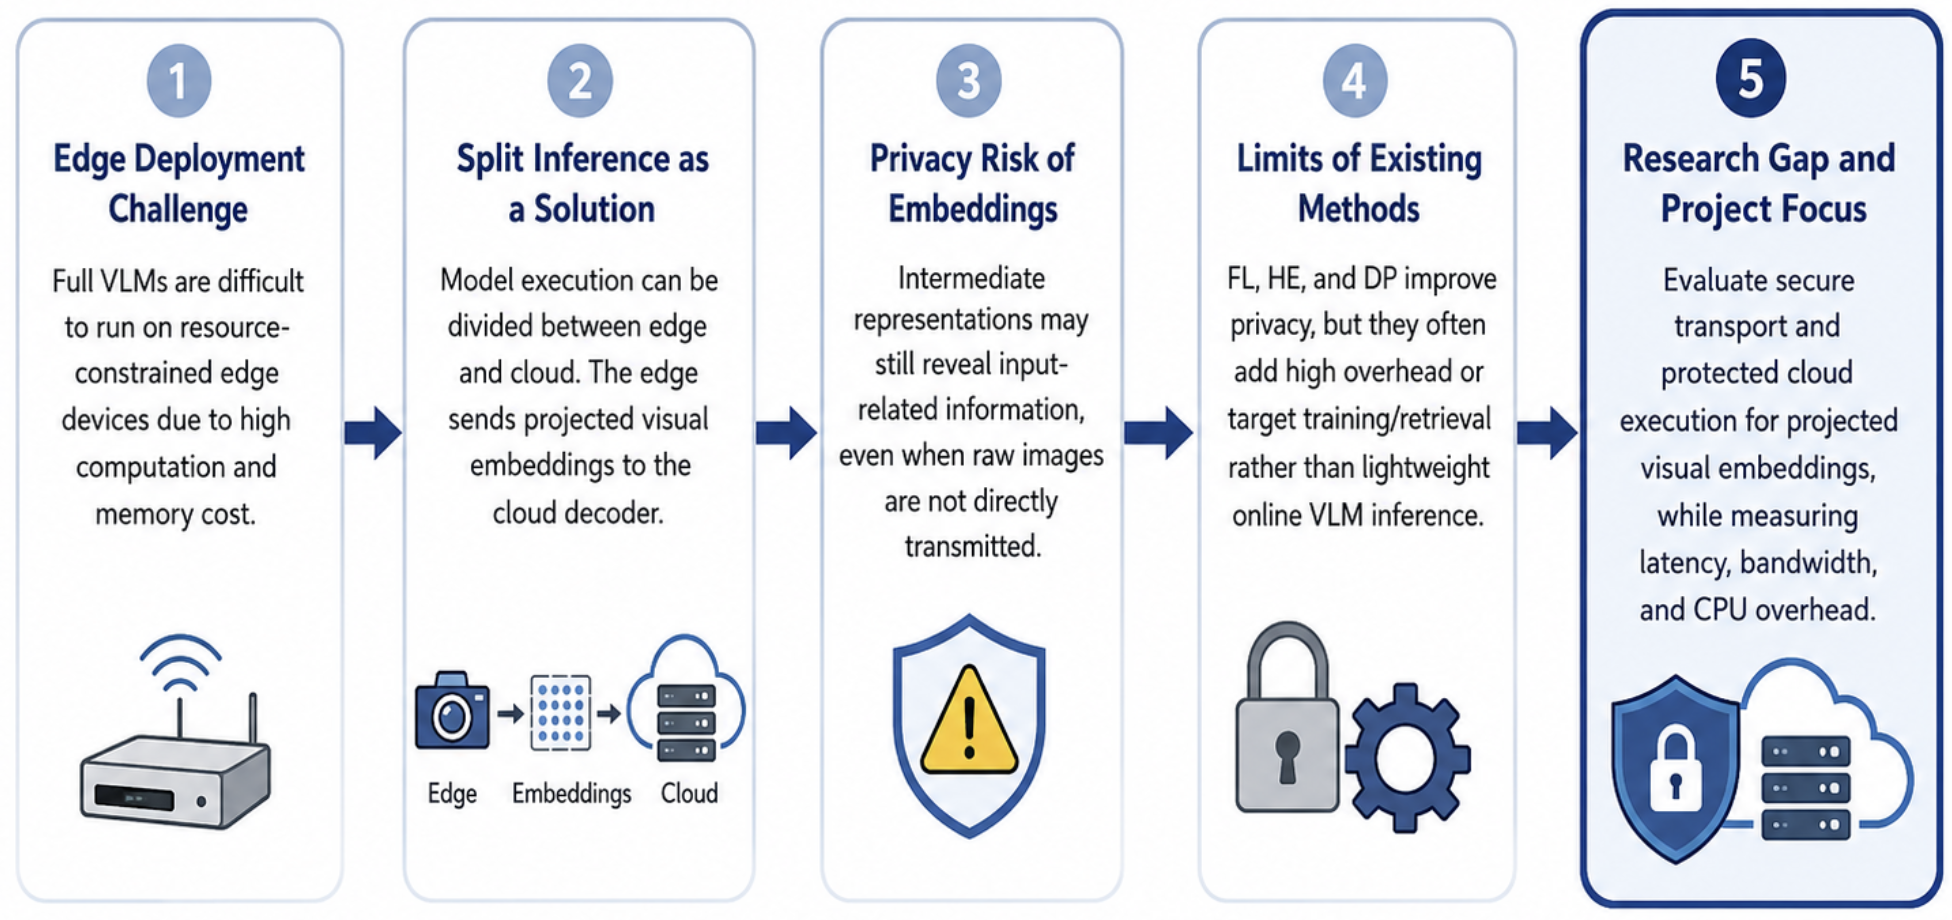 1
Edge Deployment
Challenge
Full VLMs are difficult
to run on resource-
constrained edge
devices due to high
computation and
memory cost.
2
Split Inference as
a Solution
Model execution can be
divided between edge
and cloud. The edge
sends projected visual
embeddings to the
cloud decoder.
Edge
Embeddings
Cloud
3
Privacy Risk of
Embeddings
Intermediate
representations may
still reveal input-
related information,
even when raw images
are not directly
transmitted.
4
Limits of Existing
Methods
FL, HE, and DP improve
privacy, but they often
add high overhead or
target training/retrieval
rather than lightweight
online VLM inference.
5
Research Gap and
Project Focus
Evaluate secure
transport and
protected cloud
execution for projected
visual embeddings,
while measuring
latency, bandwidth,
and CPU overhead.